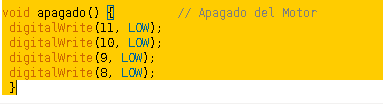 void apagado() {         // Apagado del Motor
 digitalWrite(11, LOW);
 digitalWrite(10, LOW);
 digitalWrite(9, LOW);
 digitalWrite(8, LOW);
 }